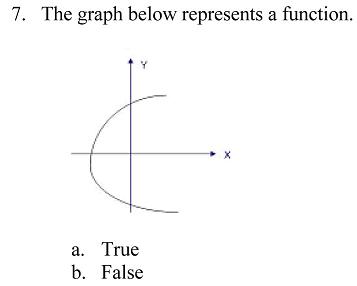 7. The graph below represents a function.
Y
X
a. True
b. False